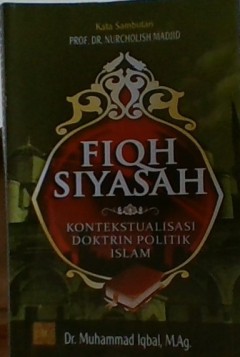 Kata Sambutan
PROF. DR. NURCHOLISH MADJID
FIQH
SIYASAH
KONTEKSTUALISASI
DOKTRIN POLITIK
ISLAM
Dr. Muhammad Iqbal, M.Ag.